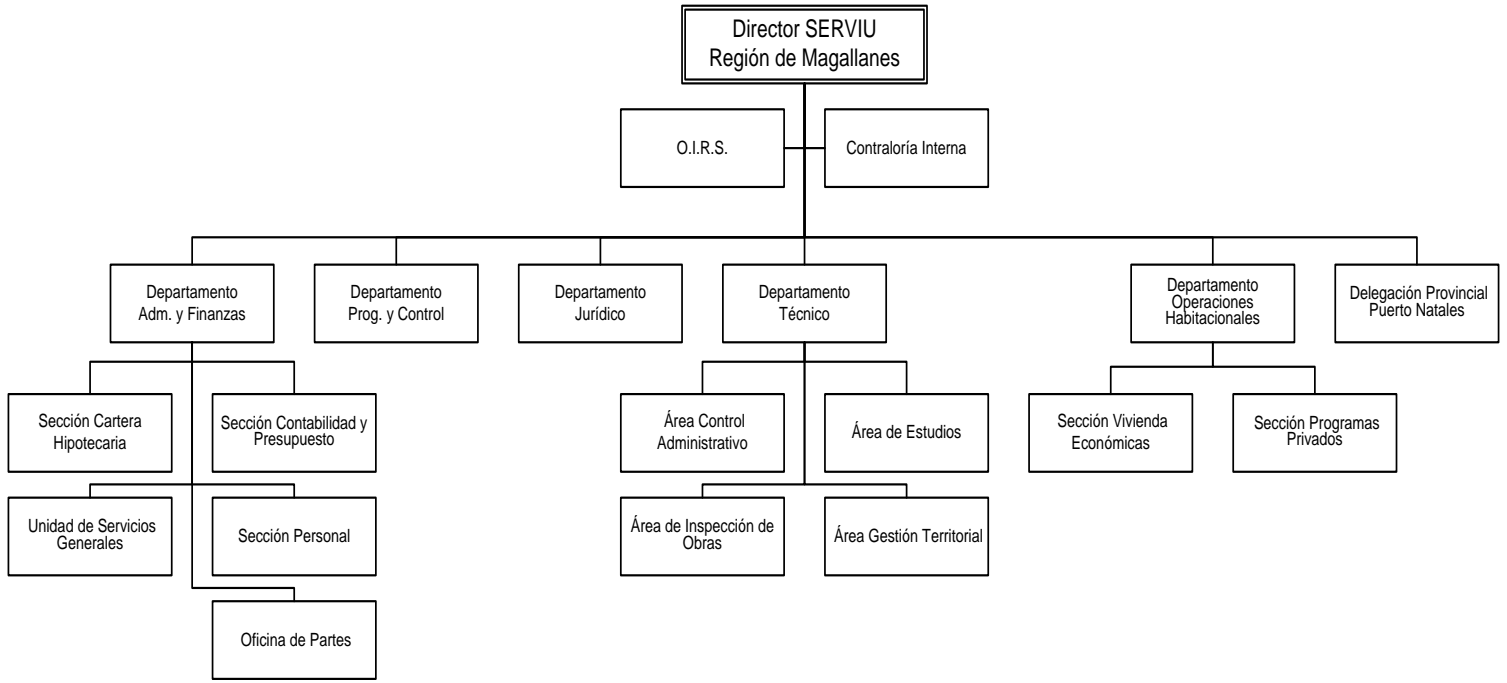 Director SERVIU
Región de Magallanes
O.I.R.S.
Contraloría Interna
Departamento
Adm. y Finanzas
Departamento
Prog. y Control
Departamento
Jurídico
Departamento
Técnico
Departamento
Operaciones
Habitacionales
Delegación Provincial
Puerto Natales
Sección Cartera
Hipotecaria
Sección Contabilidad y
Presupuesto
Área Control
Administrativo
Área de Estudios
Sección Vivienda
Económicas
Sección Programas
Privados
Unidad de Servicios
Generales
Sección Personal
Área de Inspección de
Obras
Área Gestión Territorial
Oficina de Partes